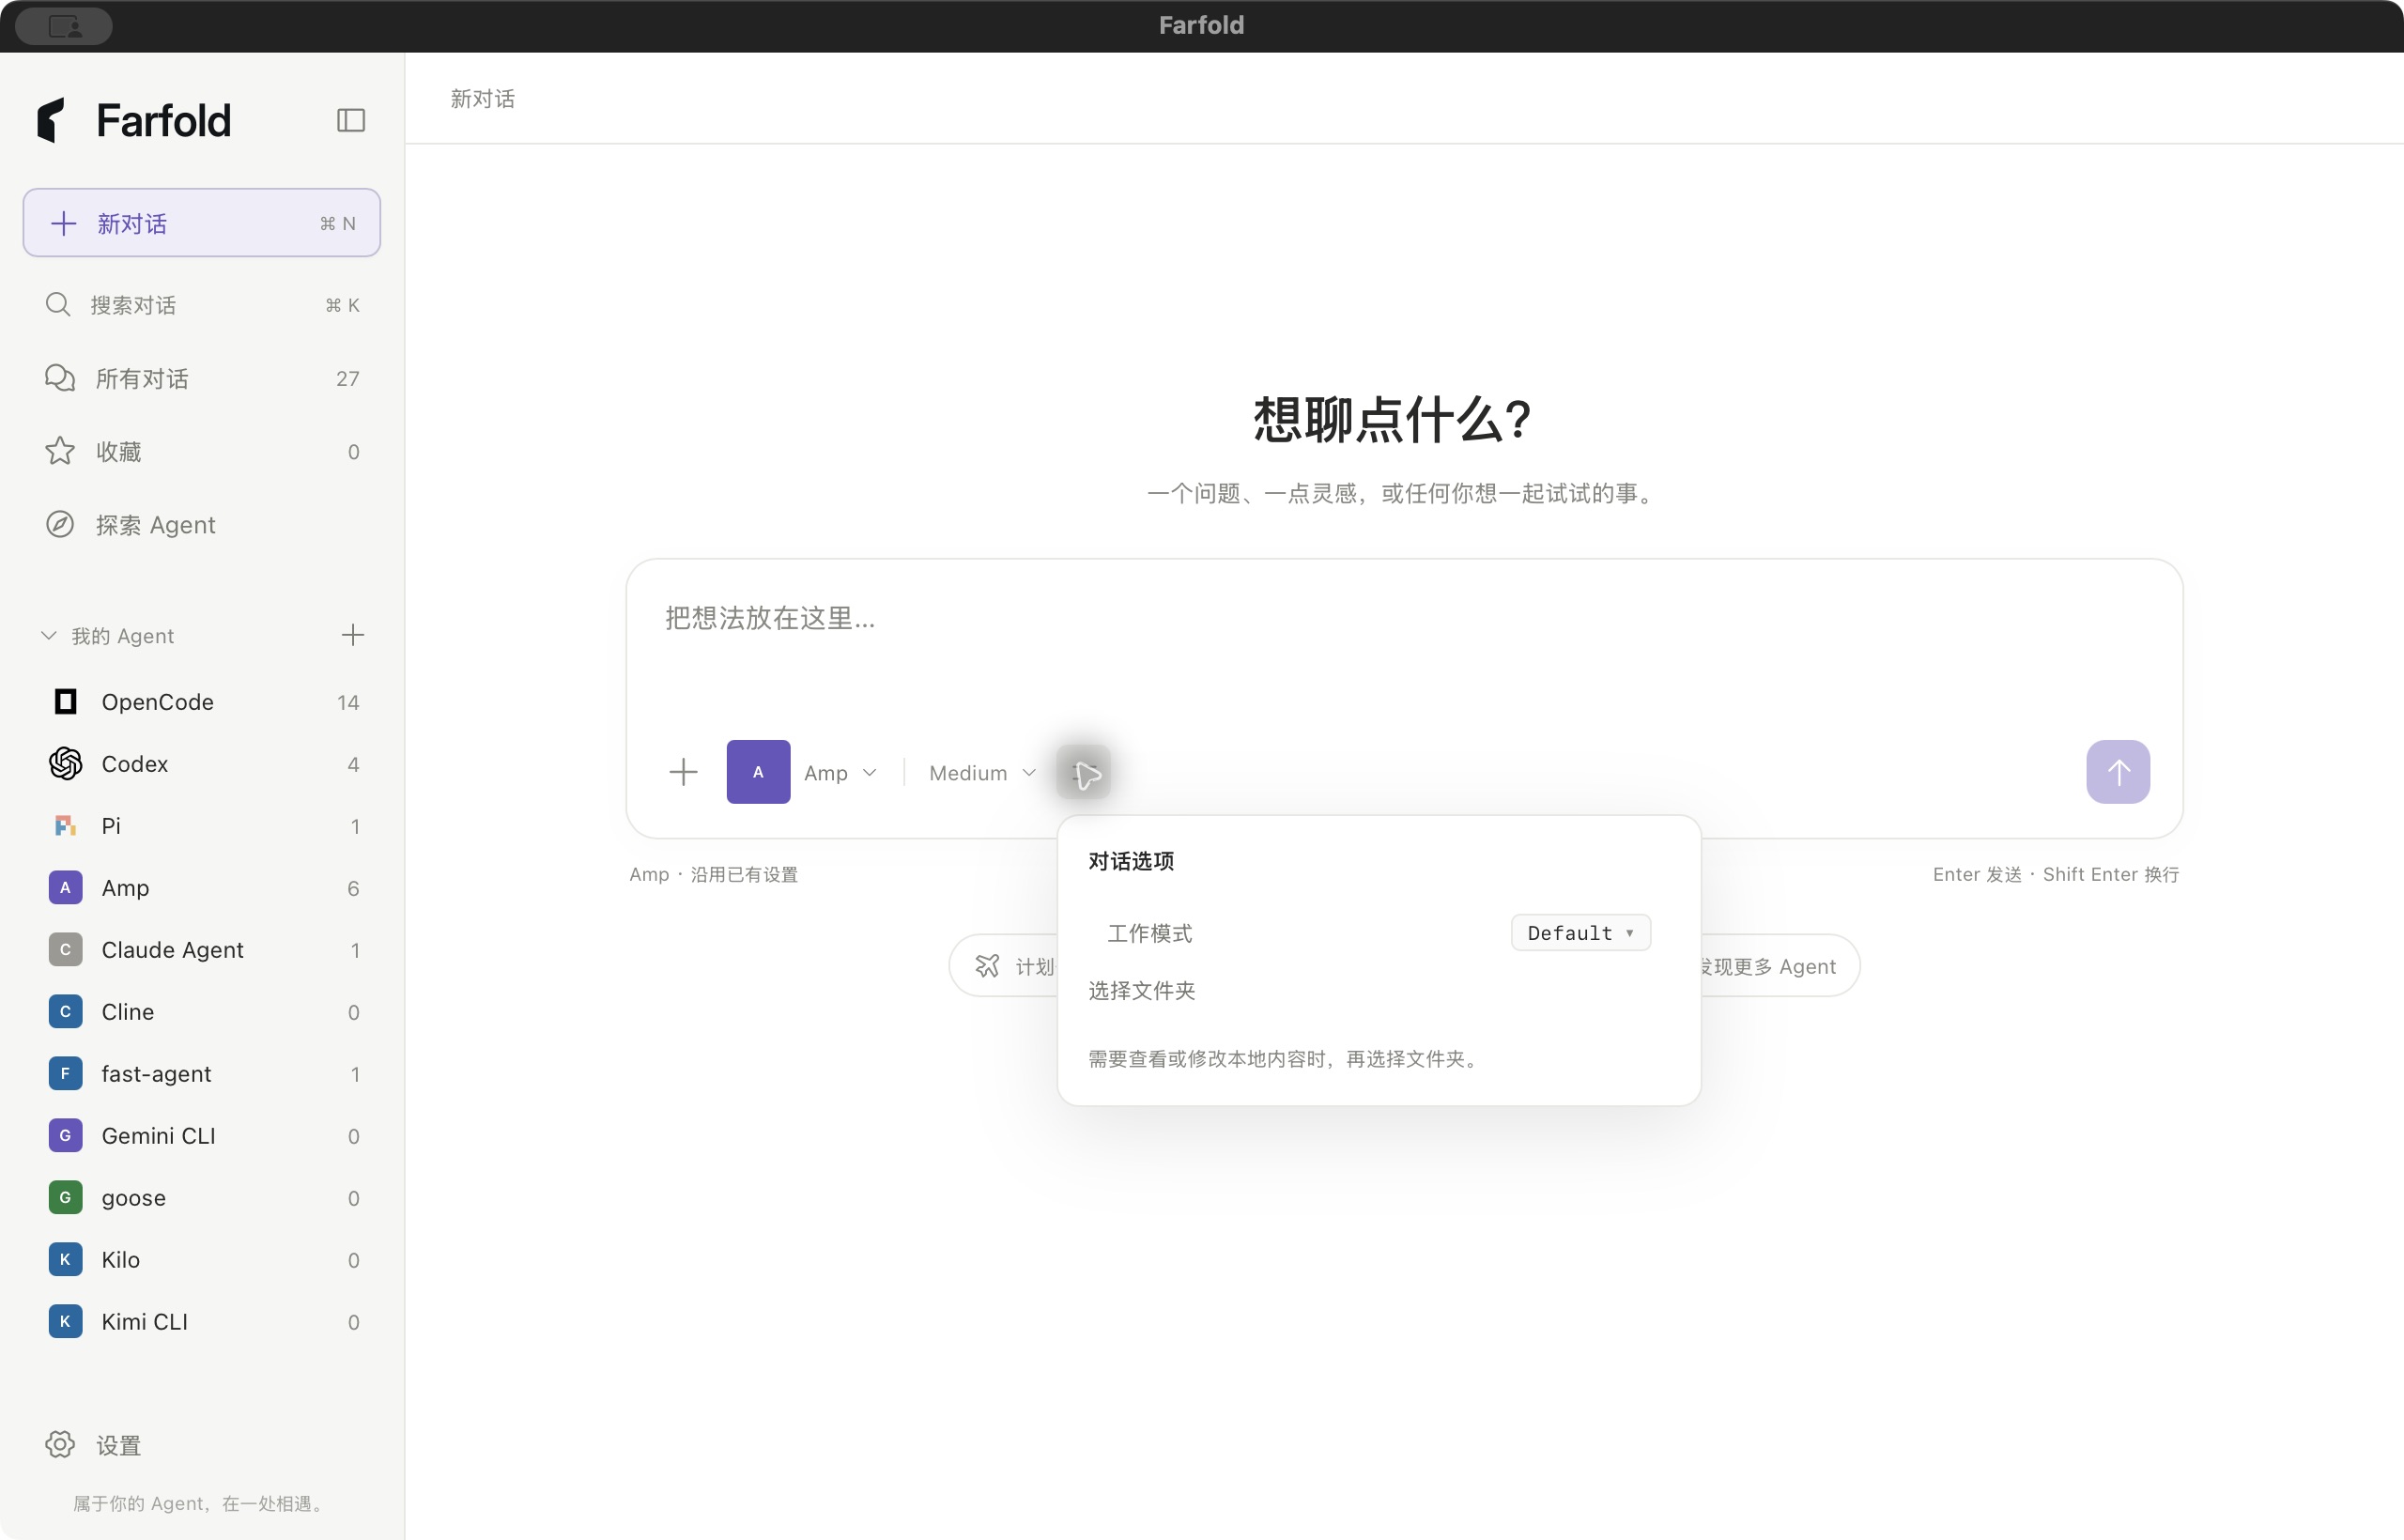 Farfold
Farfold
新对话
新对话 ⌘ N
搜索对话 ⌘ K
所有对话 27
收藏 0
探索 Agent
我的 Agent
OpenCode 14
Codex 4
Pi 1
A Amp 6
C Claude Agent 1
C Cline 0
F fast-agent 1
G Gemini CLI 0
G goose 0
K Kilo 0
K Kimi CLI 0
设置
属于你的 Agent，在一处相遇。
想聊点什么？
一个问题、一点灵感，或任何你想一起试试的事。
把想法放在这里...
A Amp Medium
Amp · 沿用已有设置
Enter 发送 · Shift Enter 换行
对话选项
工作模式 Default
选择文件夹
需要查看或修改本地内容时，再选择文件夹。
计划
现更多 Agent